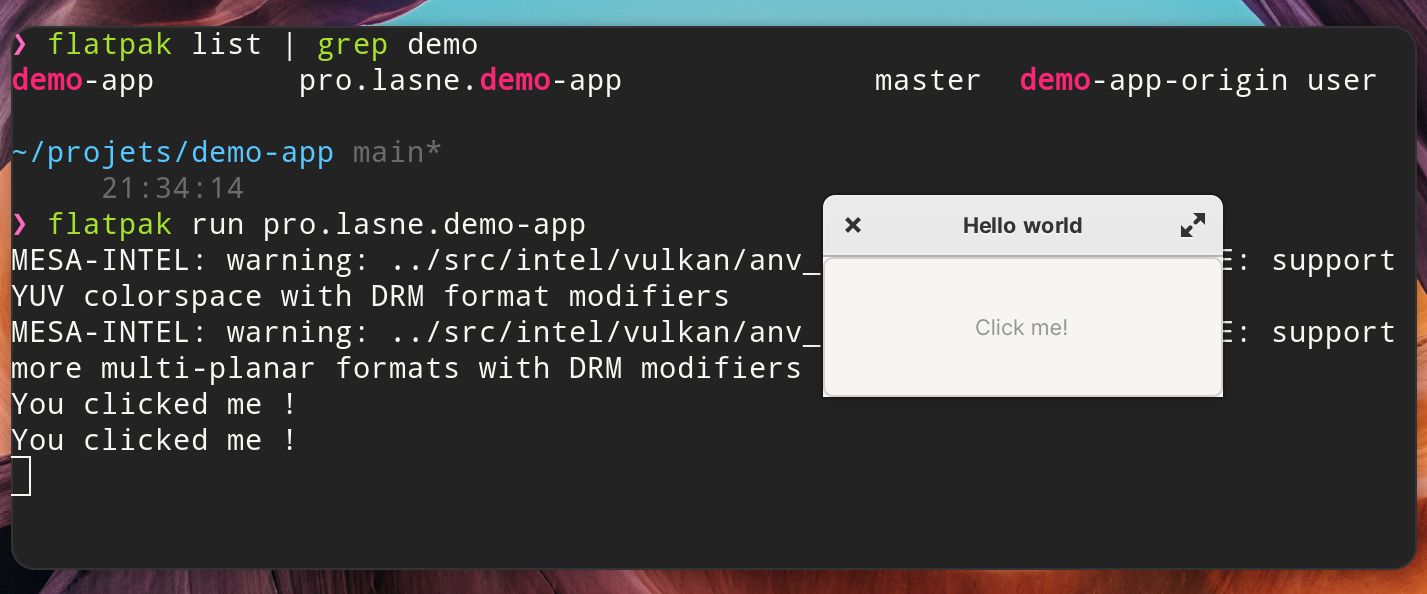 ❯ flatpak list | grep demo
demo-app pro.lasne.demo-app master demo-app-origin user
~/projets/demo-app main*
21:34:14
❯ flatpak run pro.lasne.demo-app
MESA-INTEL: warning: ../src/intel/vulkan/anv_ E: support
YUV colorspace with DRM format modifiers
MESA-INTEL: warning: ../src/intel/vulkan/anv_ E: support
more multi-planar formats with DRM modifiers
You clicked me !
You clicked me !
Hello world
Click me!